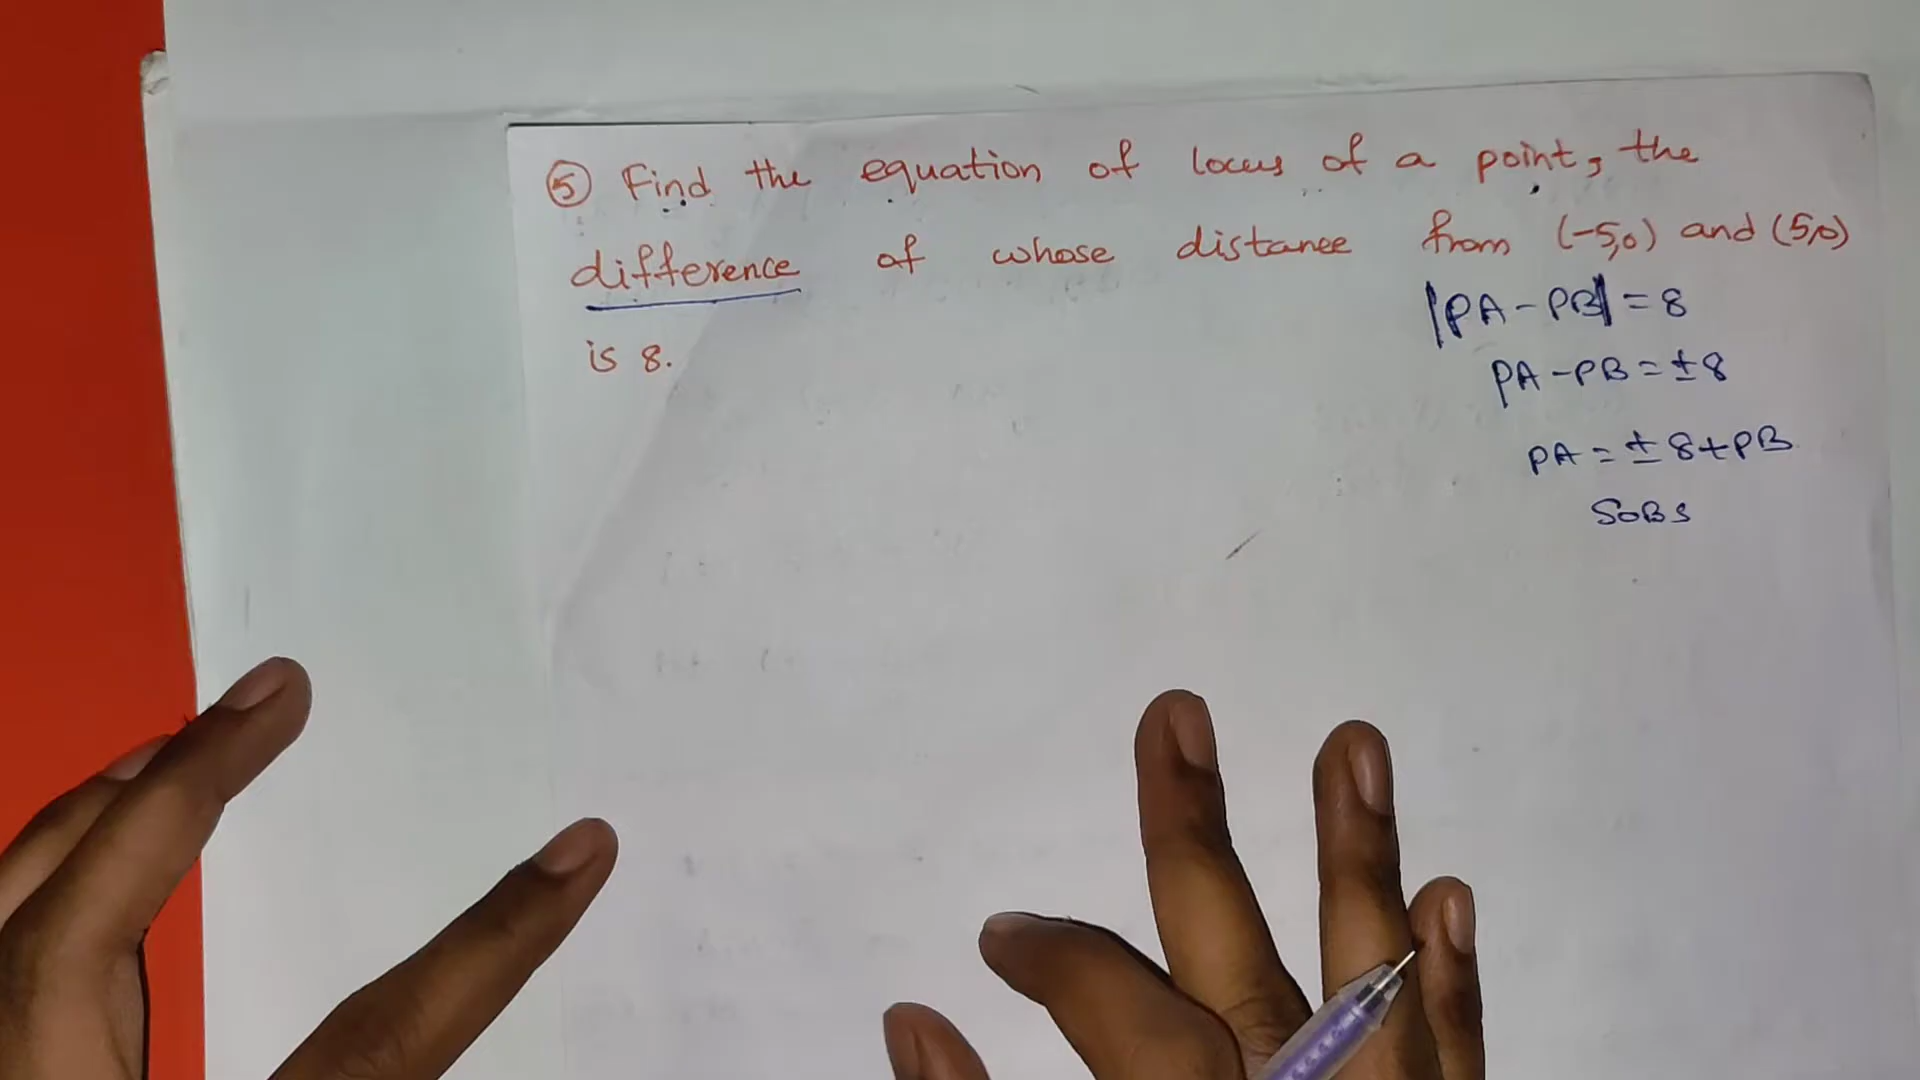 ⑤ Find the equation of locus of a point, the
difference of whose distance from (-5,0) and (5,0)
is 8.
|PA-PB| = 8
PA-PB = ±8
PA = ±8+PB
SOBS